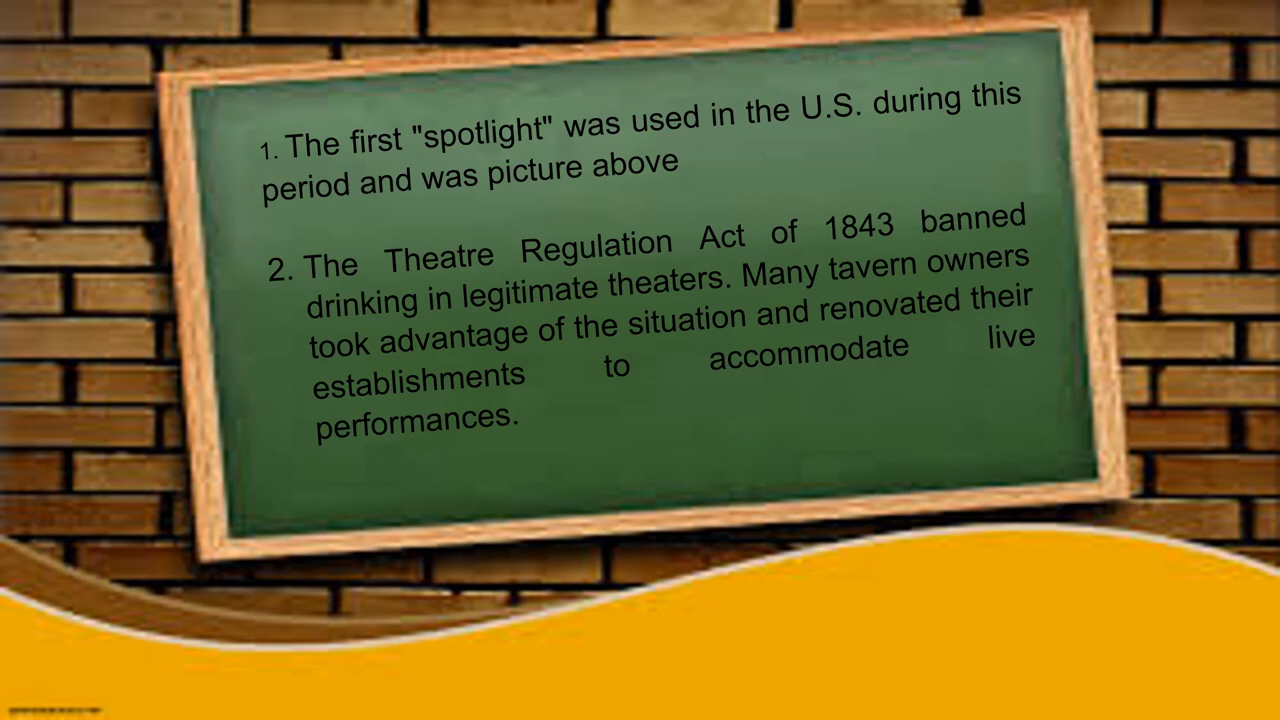 1. The first "spotlight" was used in the U.S. during this
period and was picture above
2. The Theatre Regulation Act of 1843 banned
drinking in legitimate theaters. Many tavern owners
took advantage of the situation and renovated their
establishments to accommodate live
performances.